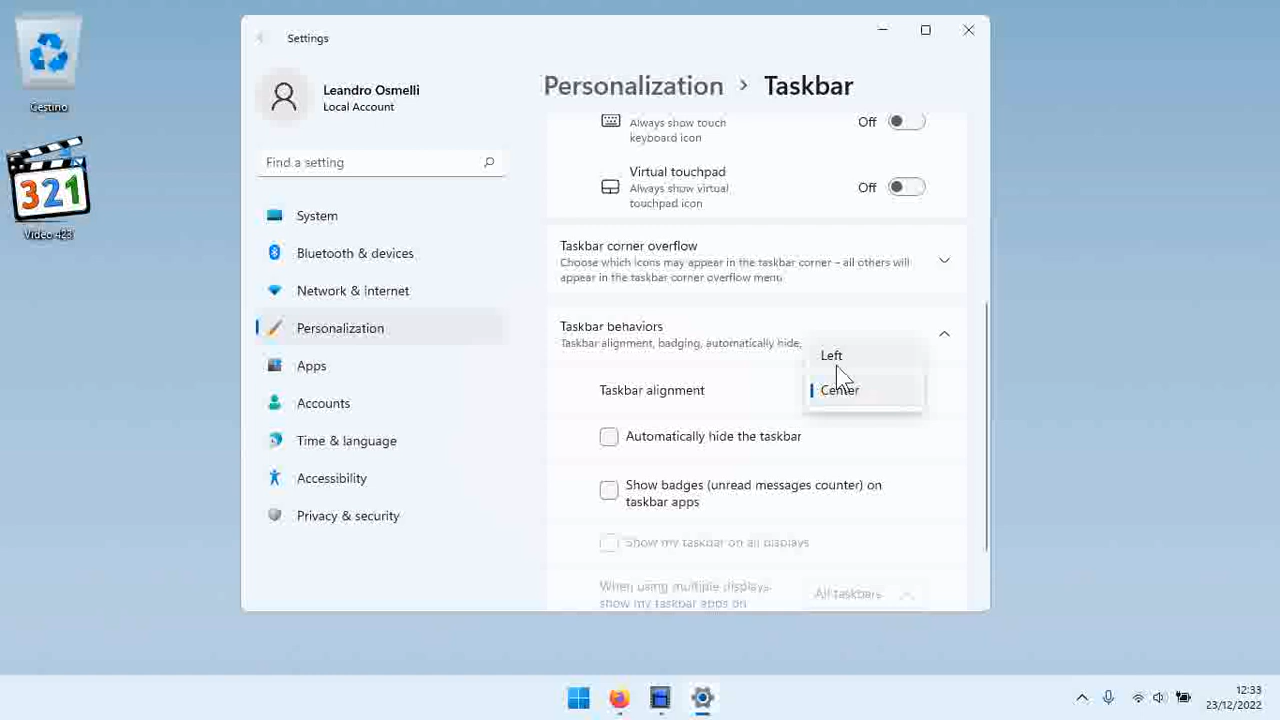 Cestino
321
Video 423
Settings
Leandro Osmelli
Local Account
Find a setting
System
Bluetooth & devices
Network & internet
Personalization
Apps
Accounts
Time & language
Accessibility
Privacy & security
Personalization > Taskbar
Always show touch
keyboard icon
Off
Virtual touchpad
Always show virtual
touchpad icon
Off
Taskbar corner overflow
Choose which icons may appear in the taskbar corner – all others will
appear in the taskbar corner overflow menu
Taskbar behaviors
Taskbar alignment, badging, automatically hide,
Left
Taskbar alignment
Center
Automatically hide the taskbar
Show badges (unread messages counter) on
taskbar apps
Show my taskbar on all displays
When using multiple displays,
show my taskbar apps on
All taskbars
12:33
23/12/2022